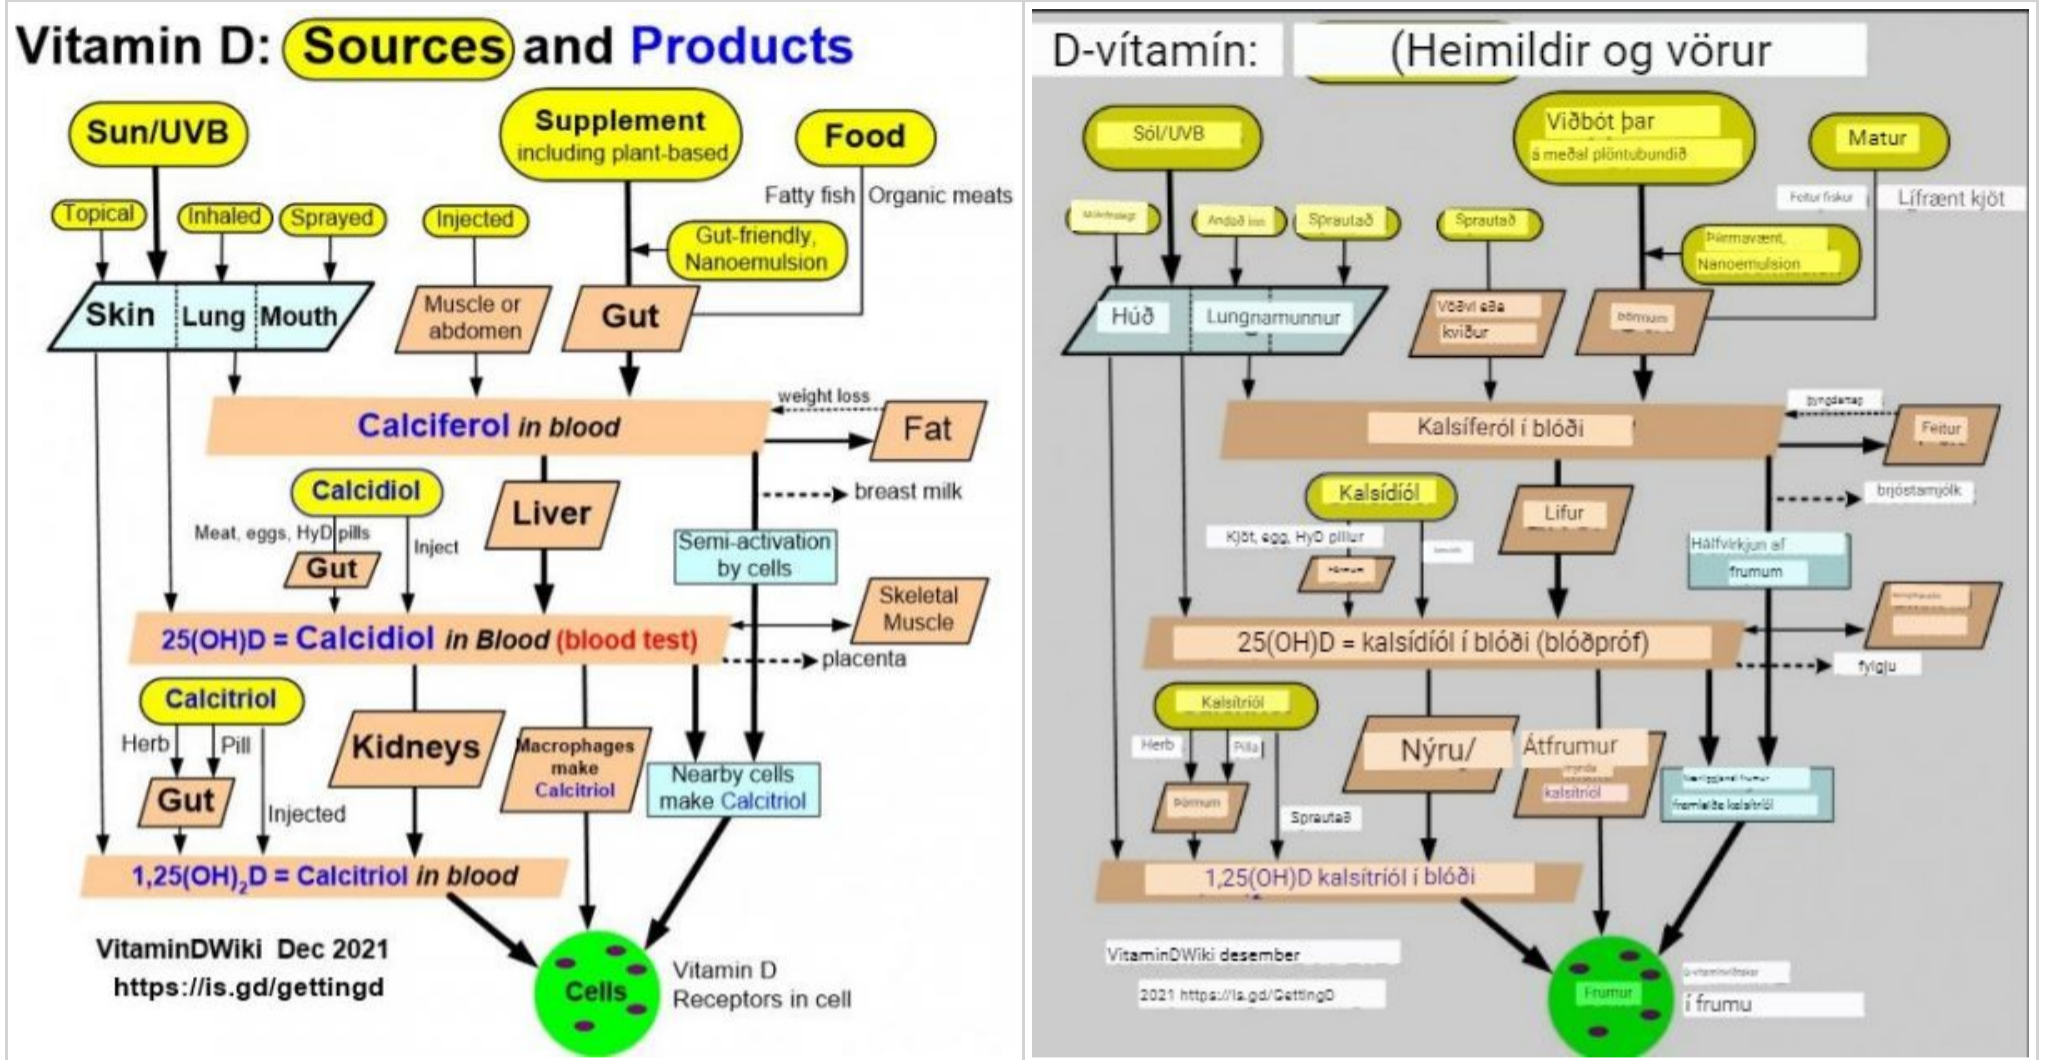 Vitamin D: Sources and Products
Sun/UVB
Supplement
including plant-based
Food
Fatty fish
Organic meats
Topical
Inhaled
Sprayed
Injected
Gut-friendly,
Nanoemulsion
Skin
Lung
Mouth
Muscle or
abdomen
Gut
Calciferol in blood
weight loss
Fat
breast milk
Calcidiol
Meat, eggs, HyD pills
Inject
Gut
Liver
Semi-activation
by cells
Skeletal
Muscle
25(OH)D = Calcidiol in Blood (blood test)
placenta
Calcitriol
Herb
Pill
Gut
Injected
Kidneys
Macrophages
make
Calcitriol
Nearby cells
make Calcitriol
1,25(OH)2D = Calcitriol in blood
VitaminDWiki Dec 2021
https://is.gd/gettingd
Cells
Vitamin D
Receptors in cell
D-vítamín: (Heimildir og vörur
Sól/UVB
Viðbót þar
á meðal plöntubundið
Matur
Feitur fiskur
Lífrænt kjöt
Andað inn
Sprautað
Sprautað
Þarmavænt,
Nanoemulsion
Húð
Lungnamunnur
Vöðvi eða
kviður
Þörmum
Kalsíferól í blóði
þyngdartap
Feitur
brjóstamjólk
Kalsídíól
Kjöt, egg, HyD pillur
Þörmum
Lifur
Hálfvirkjun af
frumum
25(OH)D = kalsídíól í blóði (blóðpróf)
fylgju
Kalsítríól
Herb
Pilla
Þörmum
Sprautað
Nýru/
Átfrumur
mynda
kalsítríól
framleiða kalsítríól
1,25(OH)D kalsítríól í blóði
VitaminDWiki desember
2021 https://is.gd/GettingD
Frumur
í frumu